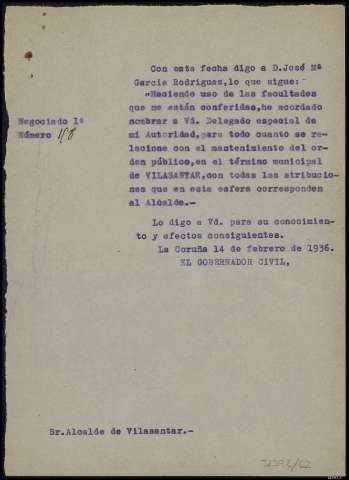 Con esta fecha digo a D.José Mª
García Rodriguez,lo que sigue:
"Haciendo uso de las facultades
que me están conferidas,he acordado
nombrar a Vd. Delegado especial de
mi Autoridad,para todo cuanto se re-
lacione con el mantenimiento del or-
den público,en el término municipal
de VILASANTAR,con todas las atribucio-
nes que en esta esfera corresponden
al Alcalde.-
Negociado 1º
Número
Lo digo a Vd. para su conocimien-
to y efectos consiguientes.
La Coruña 14 de febrero de 1936.
EL GOBERNADOR CIVIL,
Sr.Alcalde de Vilasantar.-